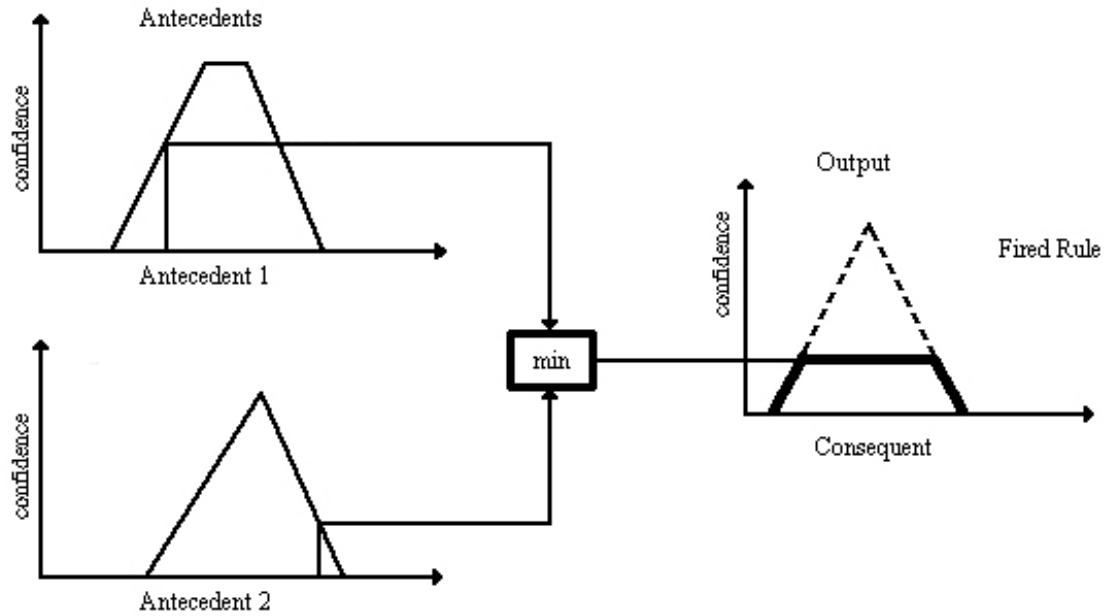 Antecedents
confidence
Antecedent 1
confidence
Antecedent 2
min
Output
confidence
Fired Rule
Consequent